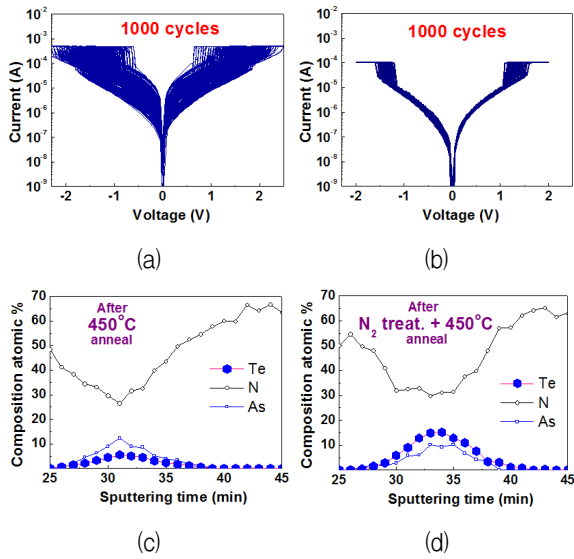 1000 cycles
10⁻² 10⁻³ 10⁻⁴ 10⁻⁵ 10⁻⁶ 10⁻⁷ 10⁻⁸ 10⁻⁹
Current (A)
-2 -1 0 1 2
Voltage (V)
(a)
1000 cycles
10⁻² 10⁻³ 10⁻⁴ 10⁻⁵ 10⁻⁶ 10⁻⁷ 10⁻⁸ 10⁻⁹
Current (A)
-2 -1 0 1 2
Voltage (V)
(b)
After
450°C
anneal
Te
N
As
70 60 50 40 30 20 10
Composition atomic %
25 30 35 40 45
Sputtering time (min)
(c)
After
N₂ treat. + 450°C
anneal
Te
N
As
70 60 50 40 30 20 10
Composition atomic %
25 30 35 40 45
Sputtering time (min)
(d)